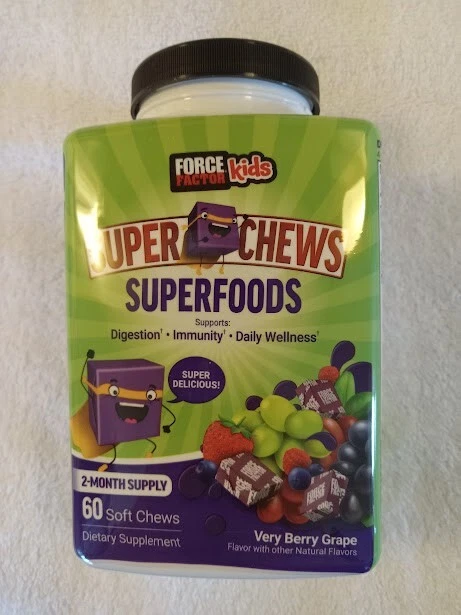 FORCE
FACTOR kids
SUPER CHEWS
SUPERFOODS
Supports:
Digestion† • Immunity† • Daily Wellness†
SUPER
DELICIOUS!
2-MONTH SUPPLY
60 Soft Chews
Dietary Supplement
Very Berry Grape
Flavor with other Natural Flavors